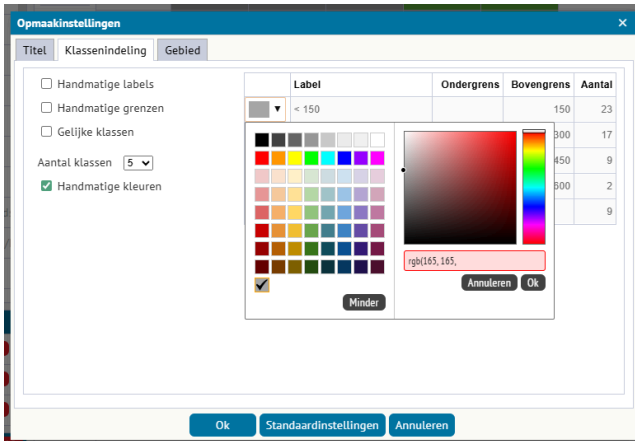 Opmaakinstellingen ×
Titel Klassenindeling Gebied
Handmatige labels
Handmatige grenzen
Gelijke klassen
Aantal klassen 5
Handmatige kleuren
Label Ondergrens Bovengrens Aantal
< 150 150 23
300 17
450 9
600 2
9
rgb(165, 165,
Annuleren Ok
Minder
Ok Standaardinstellingen Annuleren